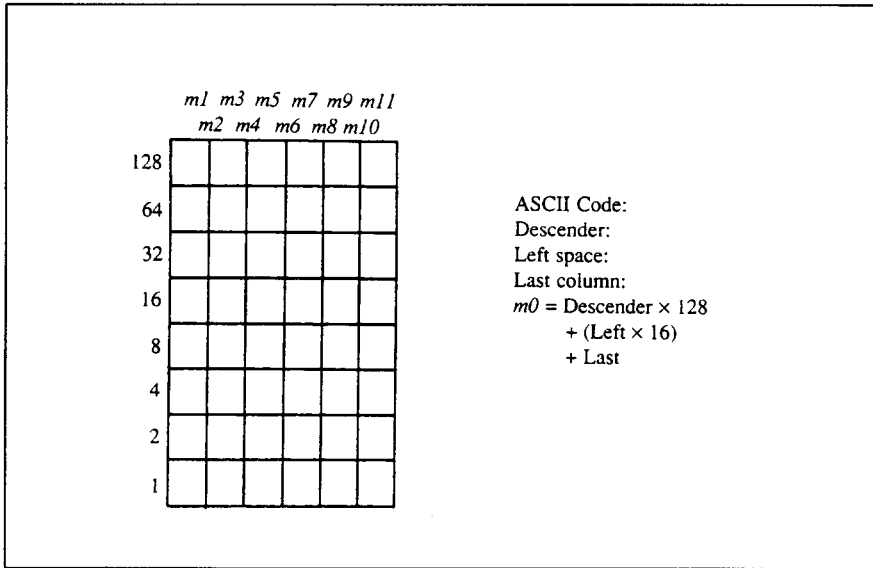 m1 m3 m5 m7 m9 m11
m2 m4 m6 m8 m10
128
64
32
16
8
4
2
1
ASCII Code:
Descender:
Left space:
Last column:
m0 = Descender × 128
+ (Left × 16)
+ Last